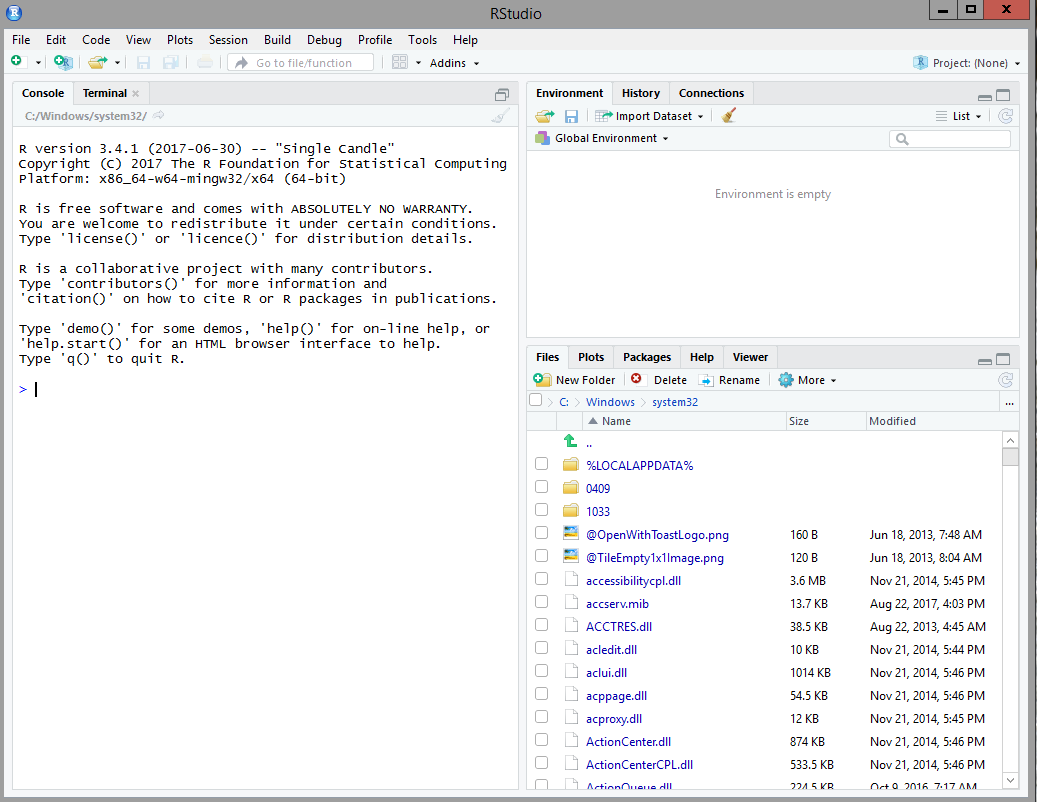 RStudio
File Edit Code View Plots Session Build Debug Profile Tools Help
Go to file/function Addins Project: (None)
Console Terminal
C:/Windows/system32/
R version 3.4.1 (2017-06-30) -- "Single Candle"
Copyright (C) 2017 The R Foundation for Statistical Computing
Platform: x86_64-w64-mingw32/x64 (64-bit)
R is free software and comes with ABSOLUTELY NO WARRANTY.
You are welcome to redistribute it under certain conditions.
Type 'license()' or 'licence()' for distribution details.
R is a collaborative project with many contributors.
Type 'contributors()' for more information and
'citation()' on how to cite R or R packages in publications.
Type 'demo()' for some demos, 'help()' for on-line help, or
'help.start()' for an HTML browser interface to help.
Type 'q()' to quit R.
>
Environment History Connections
Import Dataset List
Global Environment
Environment is empty
Files Plots Packages Help Viewer
New Folder Delete Rename More
C: Windows system32 ...
Name Size Modified
..
%LOCALAPPDATA%
0409
1033
@OpenWithToastLogo.png 160 B Jun 18, 2013, 7:48 AM
@TileEmpty1x1Image.png 120 B Jun 18, 2013, 8:04 AM
accessibilitycpl.dll 3.6 MB Nov 21, 2014, 5:45 PM
accserv.mib 13.7 KB Aug 22, 2017, 4:03 PM
ACCTRES.dll 38.5 KB Aug 22, 2013, 4:45 AM
acledit.dll 10 KB Nov 21, 2014, 5:44 PM
aclui.dll 1014 KB Nov 21, 2014, 5:46 PM
acppage.dll 54.5 KB Nov 21, 2014, 5:46 PM
acproxy.dll 12 KB Nov 21, 2014, 5:45 PM
ActionCenter.dll 874 KB Nov 21, 2014, 5:46 PM
ActionCenterCPL.dll 533.5 KB Nov 21, 2014, 5:46 PM
ActionQueue.dll 224.5 KB Oct 9, 2016, 7:17 AM